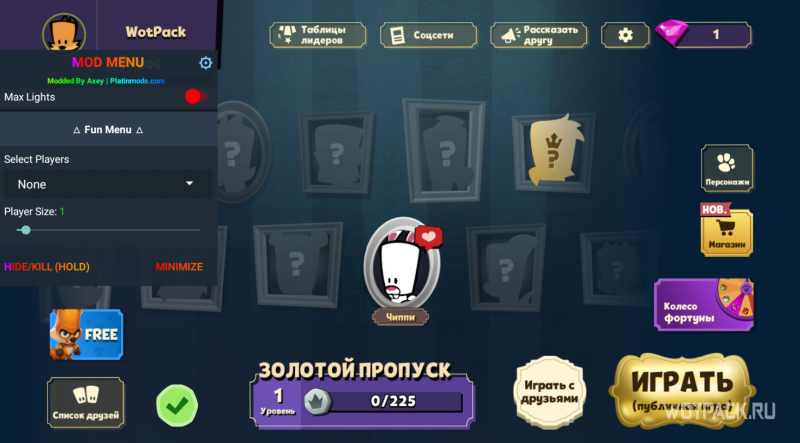 WotPack
Таблицы
лидеров
Соцсети
Рассказать
другу
1
MOD MENU
Modded By Axey | Platinmods.com
Max Lights
△ Fun Menu △
Select Players
None
Player Size: 1
HIDE/KILL (HOLD)
MINIMIZE
?
?
?
?
?
?
?
Персонажи
НОВ.
Магазин
Чиппи
Колесо
фортуны
FREE
Список друзей
ЗОЛОТОЙ ПРОПУСК
1
Уровень
0/225
Играть с
друзьями
ИГРАТЬ
(публичная игра)
WOTPACK.RU